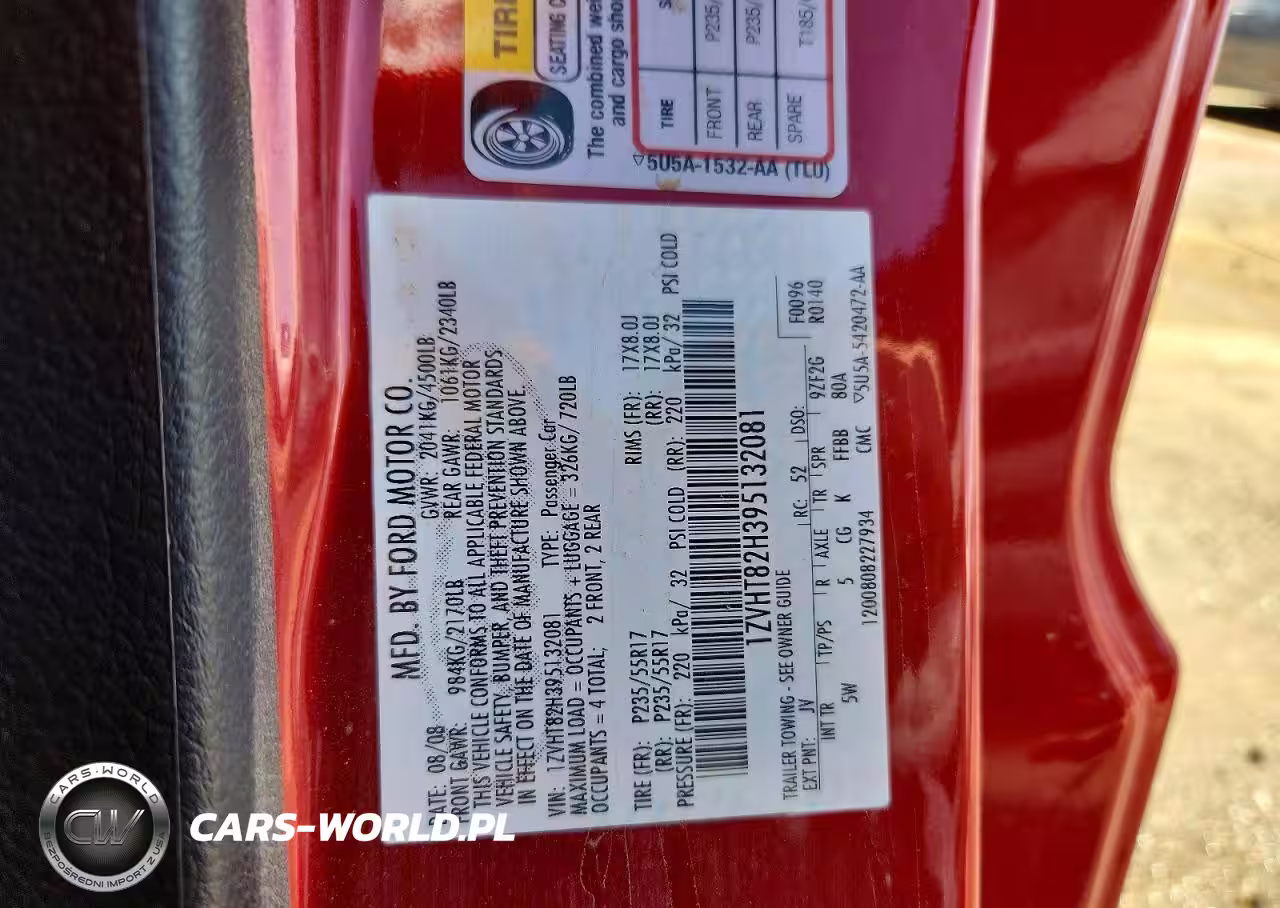 TIRE
SEATING C
The combined wei
and cargo shou
TIRE S
FRONT P235/
REAR P235/
SPARE T185/
▽5U5A-1532-AA (TLU)
MFD. BY FORD MOTOR CO.
DATE: 08/08 GVWR: 2041KG/4500LB
FRONT GAWR: 984KG/2170LB REAR GAWR: 1061KG/2340LB
THIS VEHICLE CONFORMS TO ALL APPLICABLE FEDERAL MOTOR
VEHICLE SAFETY, BUMPER, AND THEFT PREVENTION STANDARDS
IN EFFECT ON THE DATE OF MANUFACTURE SHOWN ABOVE.
VIN: 1ZVHT82H395132081 TYPE: Passenger Car
MAXIMUM LOAD = OCCUPANTS + LUGGAGE = 326KG/720LB
OCCUPANTS = 4 TOTAL; 2 FRONT, 2 REAR
TIRE (FR): P235/55R17 RIMS (FR): 17X8.0J
(RR): P235/55R17 (RR): 17X8.0J
PRESSURE (FR): 220 kPa/ 32 PSI COLD (RR): 220 kPa/ 32 PSI COLD
1ZVHT82H395132081
TRAILER TOWING - SEE OWNER GUIDE
EXT PNT: JV RC: 52 DSO: F0096
INT TR TP/PS R AXLE TR SPR 9ZF2G R0140
5W 5 CG K FFBB 80A
1200808227934 CMC ▽5U5A-5420472-AA
CARS-WORLD
CW
BEZPOŚREDNI IMPORT Z USA
CARS-WORLD.PL